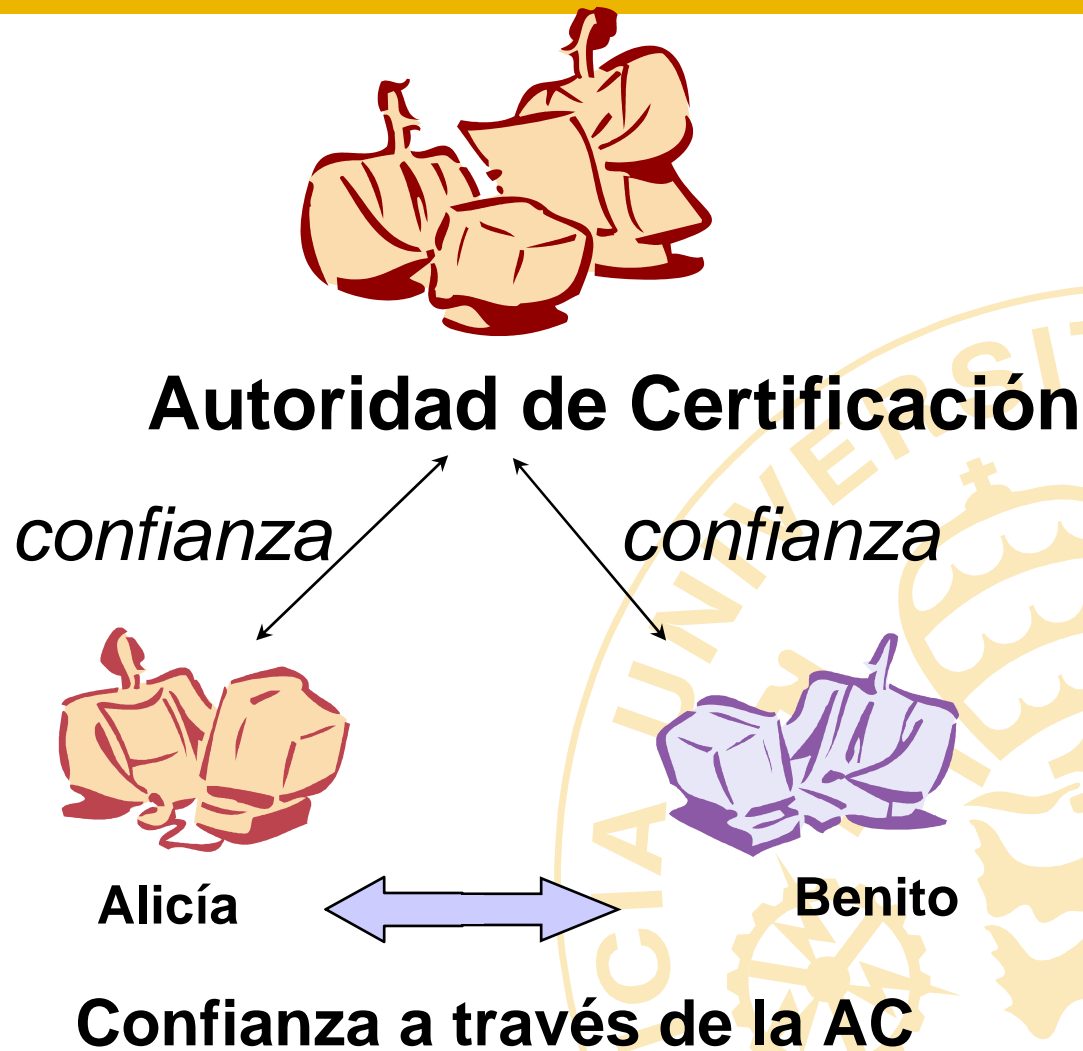 Autoridad de Certificación
confianza confianza
Alicía Benito
Confianza a través de la AC